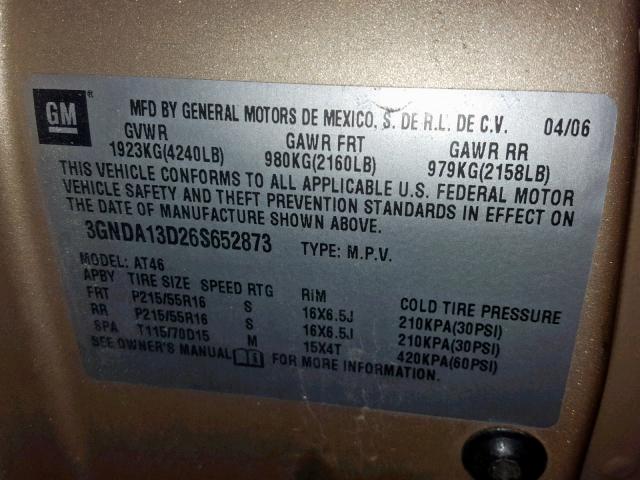 GM®
MFD BY GENERAL MOTORS DE MEXICO, S. DE R.L. DE C.V. 04/06
GVWR GAWR FRT GAWR RR
1923KG(4240LB) 980KG(2160LB) 979KG(2158LB)
THIS VEHICLE CONFORMS TO ALL APPLICABLE U.S. FEDERAL MOTOR
VEHICLE SAFETY AND THEFT PREVENTION STANDARDS IN EFFECT ON
THE DATE OF MANUFACTURE SHOWN ABOVE.
3GNDA13D26S652873 TYPE: M.P.V.
MODEL: AT46
APBY TIRE SIZE SPEED RTG RIM COLD TIRE PRESSURE
FRT P215/55R16 S 16X6.5J 210KPA(30PSI)
RR P215/55R16 S 16X6.5J 210KPA(30PSI)
SPA T115/70D15 M 15X4T 420KPA(60PSI)
SEE OWNER'S MANUAL FOR MORE INFORMATION.